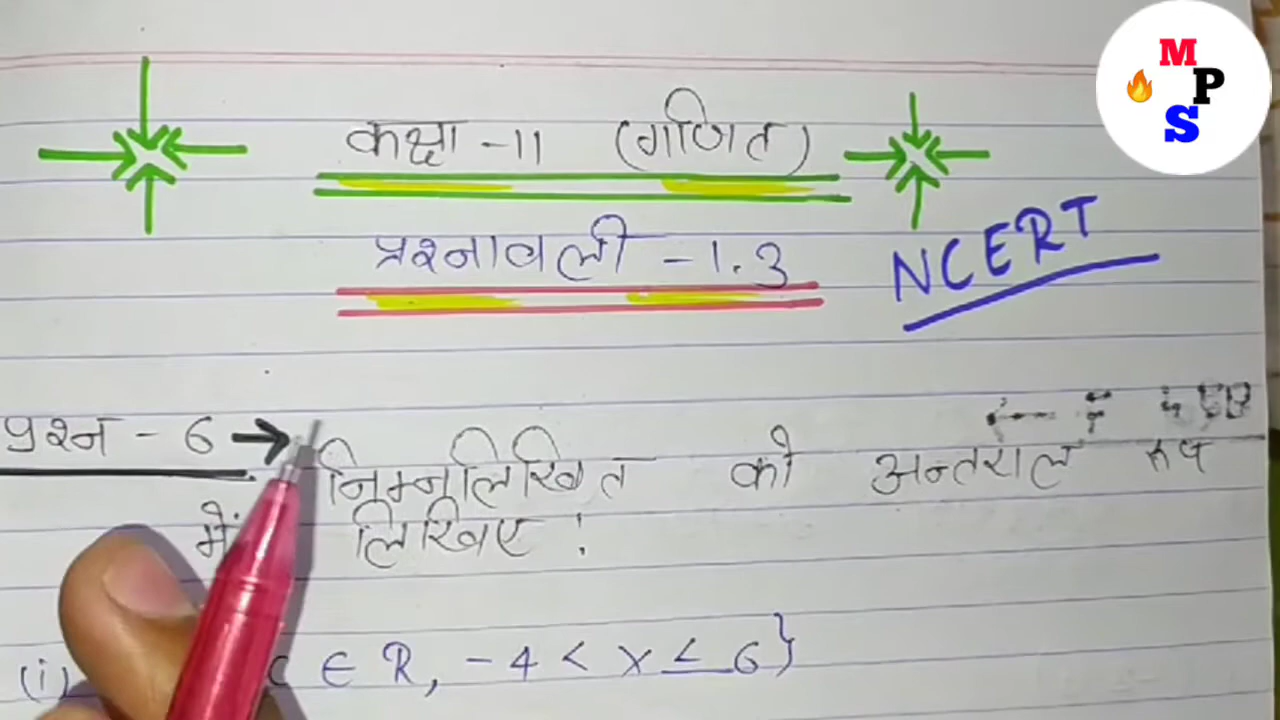 M
P
S
कक्षा -11 (गणित)
प्रश्नावली -1.3
NCERT
प्रश्न - 6 → निम्नलिखित को अन्तराल रूप
में लिखिए :
(i) ∈ R, -4 < x ≤ 6}